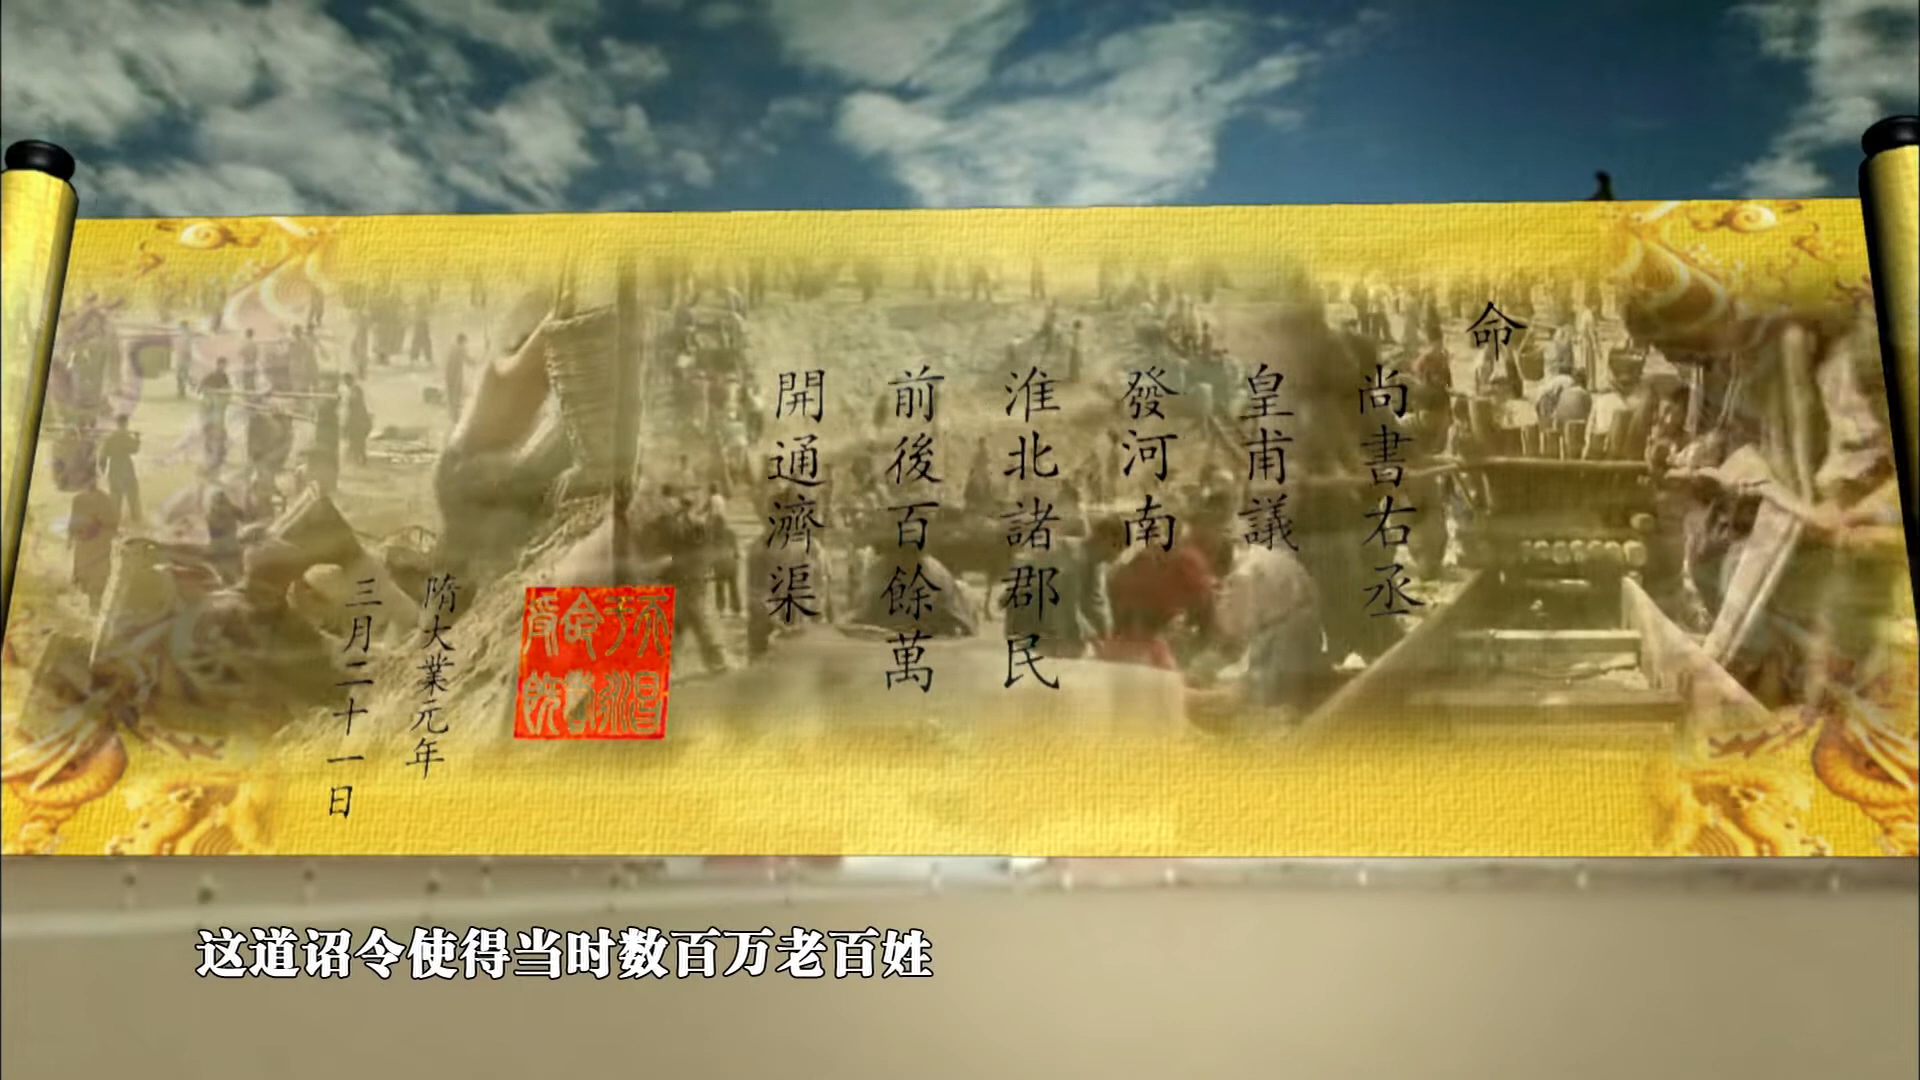 命
尚書右丞
皇甫議
發河南
淮北諸郡民
前後百餘萬
開通濟渠
隋大業元年
三月二十一日
这道诏令使得当时数百万老百姓